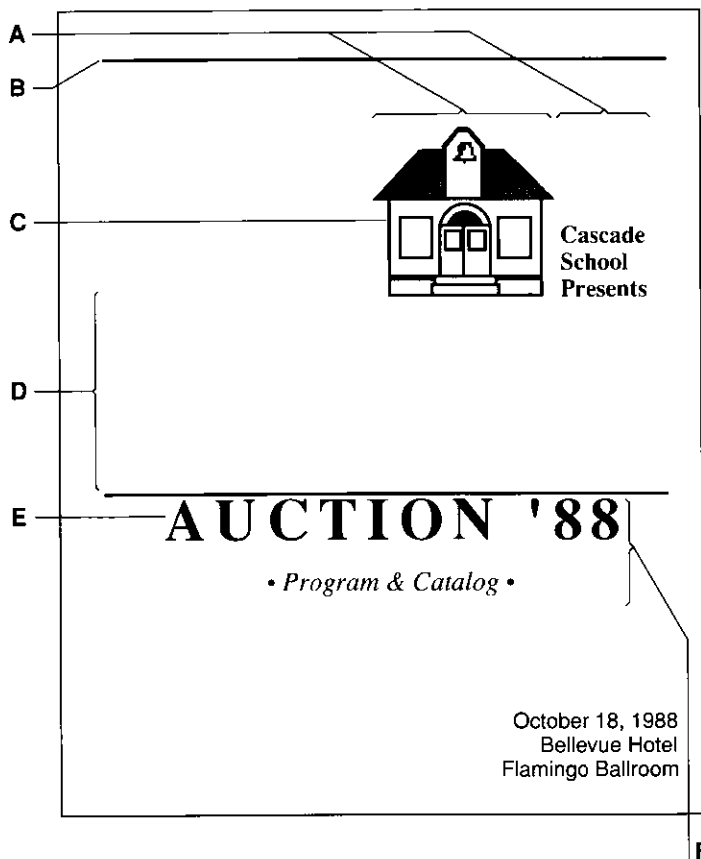 A
B
C
Cascade
School
Presents
D
E
AUCTION '88
• Program & Catalog •
October 18, 1988
Bellevue Hotel
Flamingo Ballroom